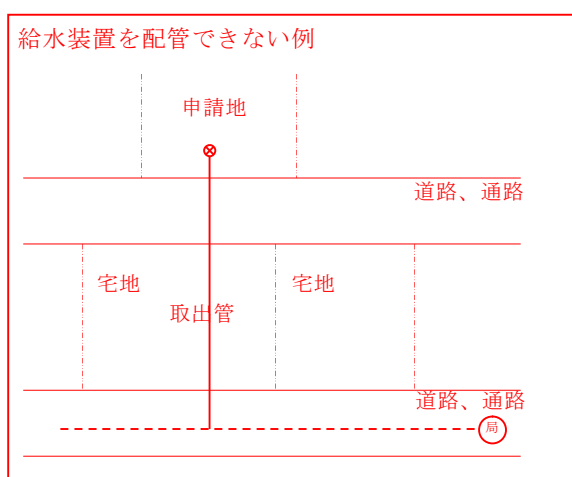 給水装置を配管できない例
申請地
道路、通路
宅地
宅地
取出管
道路、通路
局